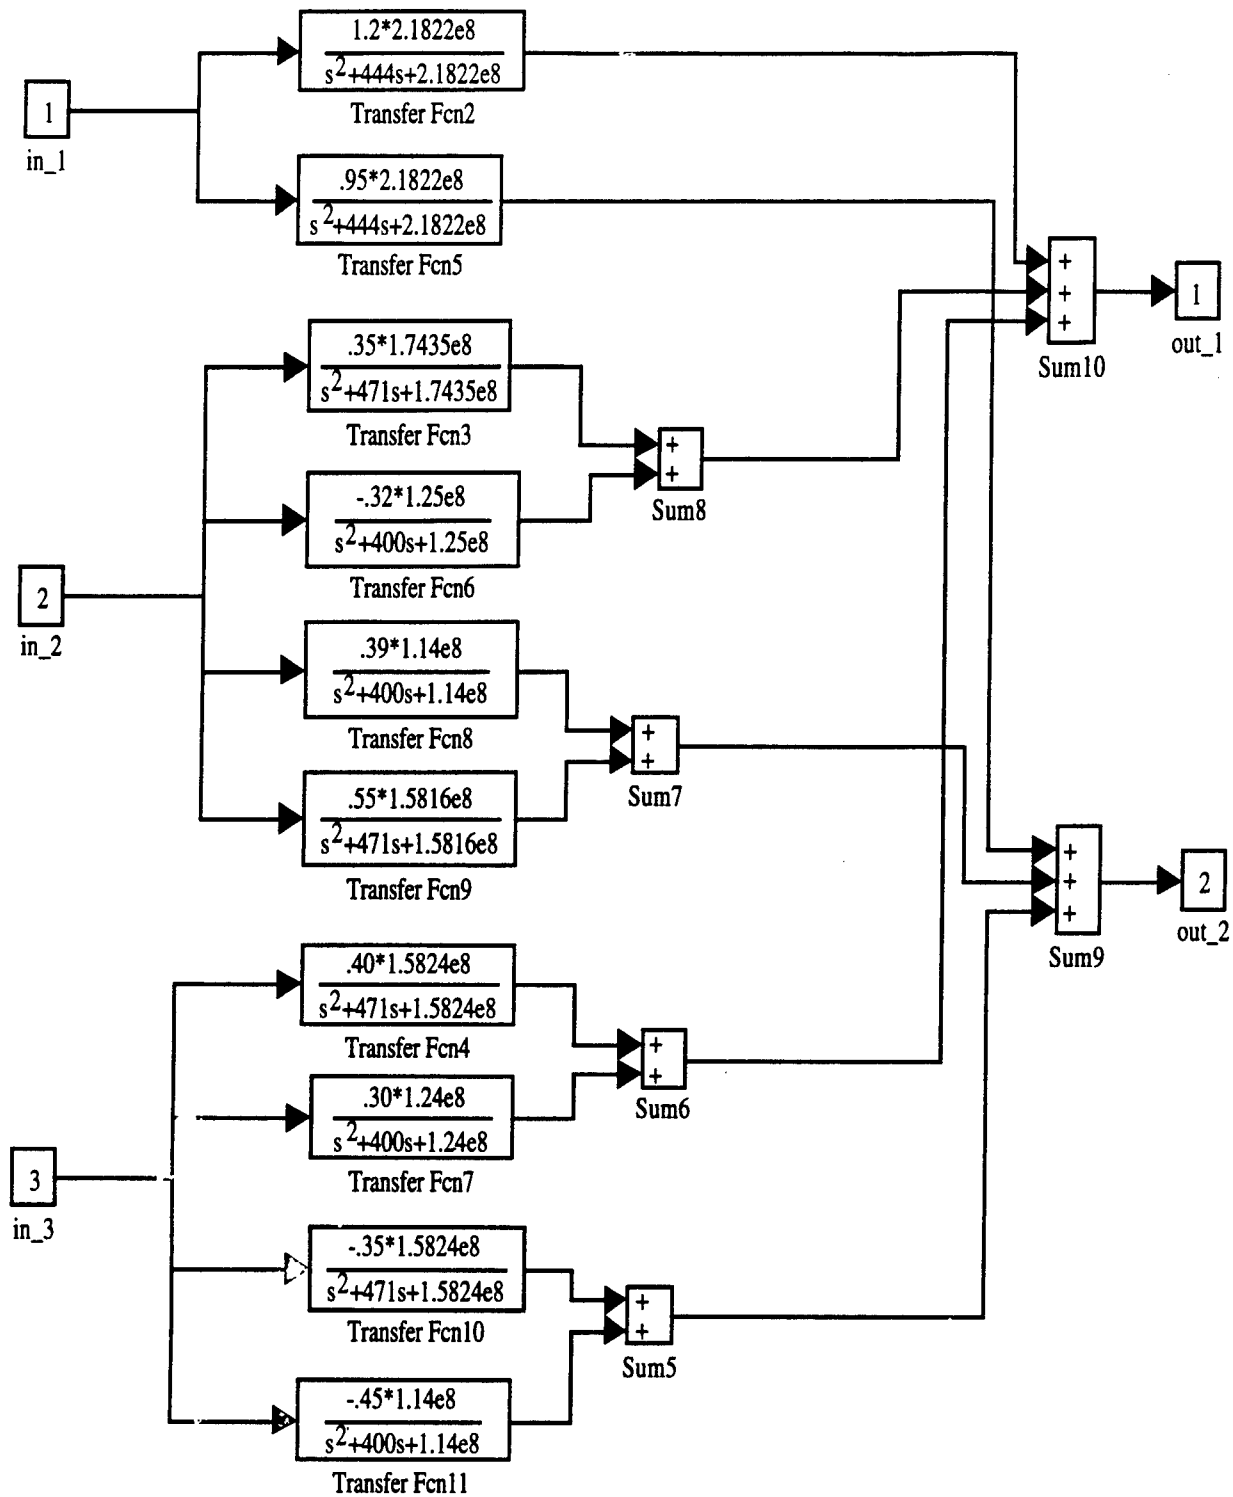 1.2*2.1822e8
s2+444s+2.1822e8
Transfer Fcn2
1
in_1
.95*2.1822e8
s2+444s+2.1822e8
Transfer Fcn5
+
+
+
Sum10
1
out_1
.35*1.7435e8
s2+471s+1.7435e8
Transfer Fcn3
+
+
Sum8
-.32*1.25e8
s2+400s+1.25e8
Transfer Fcn6
2
in_2
.39*1.14e8
s2+400s+1.14e8
Transfer Fcn8
+
+
Sum7
.55*1.5816e8
s2+471s+1.5816e8
Transfer Fcn9
+
+
+
Sum9
2
out_2
.40*1.5824e8
s2+471s+1.5824e8
Transfer Fcn4
+
+
Sum6
.30*1.24e8
s2+400s+1.24e8
Transfer Fcn7
3
in_3
-.35*1.5824e8
s2+471s+1.5824e8
Transfer Fcn10
+
+
Sum5
-.45*1.14e8
s2+400s+1.14e8
Transfer Fcn11